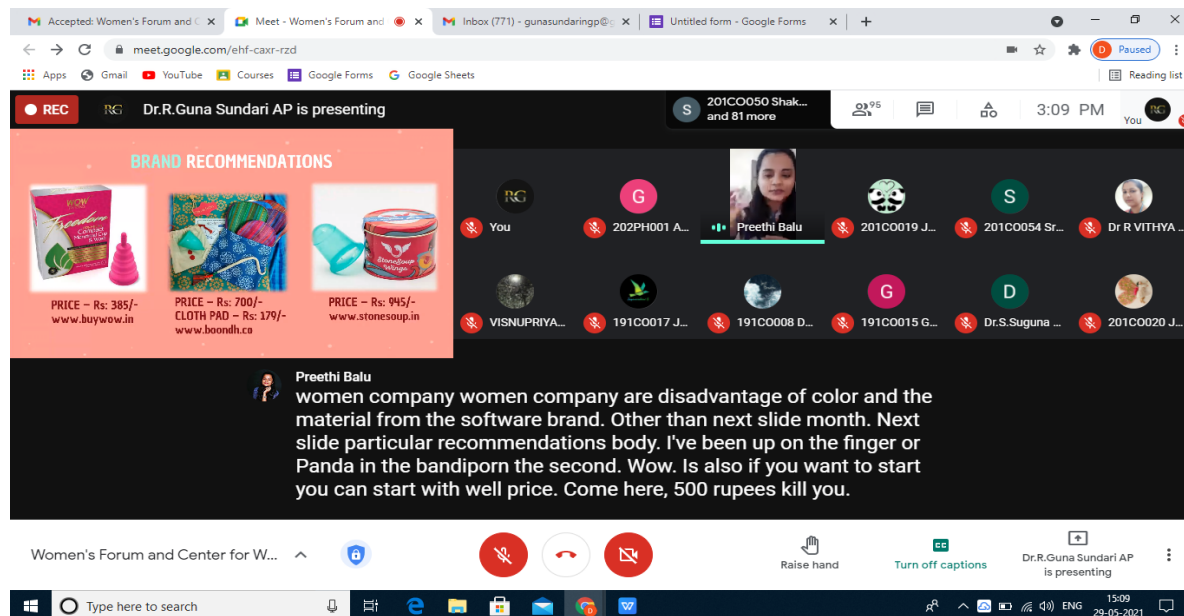 Accepted: Women's Forum and C
Meet - Women's Forum and
Inbox (771) - gunasundaringp@g
Untitled form - Google Forms
meet.google.com/ehf-caxr-rzd
D Paused
Apps Gmail YouTube Courses Google Forms Google Sheets
Reading list
REC RG Dr.R.Guna Sundari AP is presenting
S 201CO050 Shak...
and 81 more
95
3:09 PM
You RG
BRAND RECOMMENDATIONS
WOW
Freedom
StoneSoup
Wings
PRICE – Rs: 385/-
www.buywow.in
PRICE – Rs: 700/-
CLOTH PAD – Rs: 179/-
www.boondh.co
PRICE – Rs: 945/-
www.stonesoup.in
RG
You
G
202PH001 A...
Preethi Balu
201CO019 J...
S
201CO054 Sr...
Dr R VITHYA ...
VISNUPRIYA...
191CO017 J...
191CO008 D...
G
191CO015 G...
D
Dr.S.Suguna ...
201CO020 J...
Preethi Balu
women company women company are disadvantage of color and the
material from the software brand. Other than next slide month. Next
slide particular recommendations body. I've been up on the finger or
Panda in the bandiporn the second. Wow. Is also if you want to start
you can start with well price. Come here, 500 rupees kill you.
Women's Forum and Center for W...
Raise hand
CC
Turn off captions
Dr.R.Guna Sundari AP
is presenting
Type here to search
W
ENG
15:09
29-05-2021